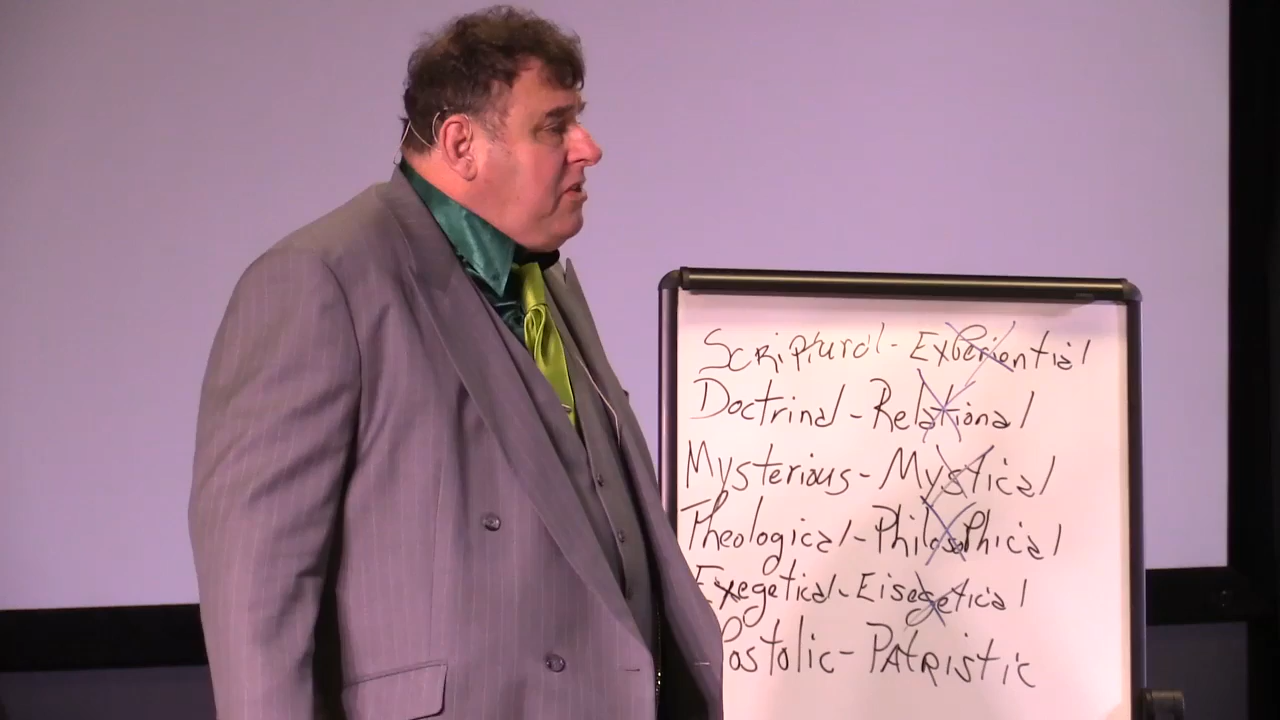 Scriptural - Experiential
Doctrinal - Relational
Mysterious - Mystical
Theological - Philosophical
Exegetical - Eisegetical
postolic - PATRistic